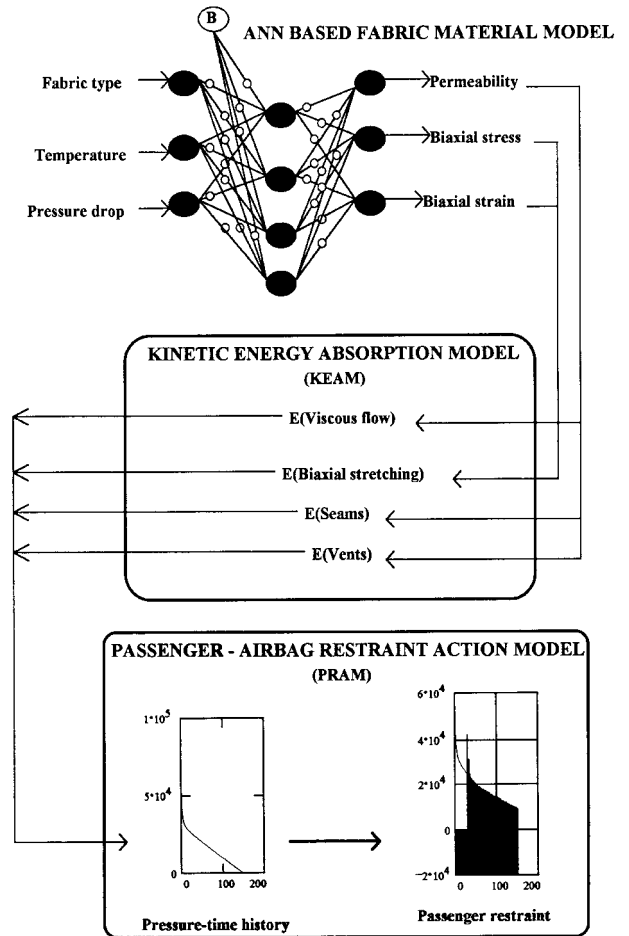 B
ANN BASED FABRIC MATERIAL MODEL
Fabric type
Permeability
Temperature
Biaxial stress
Pressure drop
Biaxial strain
KINETIC ENERGY ABSORPTION MODEL
(KEAM)
E(Viscous flow)
E(Biaxial stretching)
E(Seams)
E(Vents)
PASSENGER - AIRBAG RESTRAINT ACTION MODEL
(PRAM)
1*10^5
5*10^4
0
0 100 200
Pressure-time history
6*10^4
4*10^4
2*10^4
0
−2*10^4
0 100 200
Passenger restraint